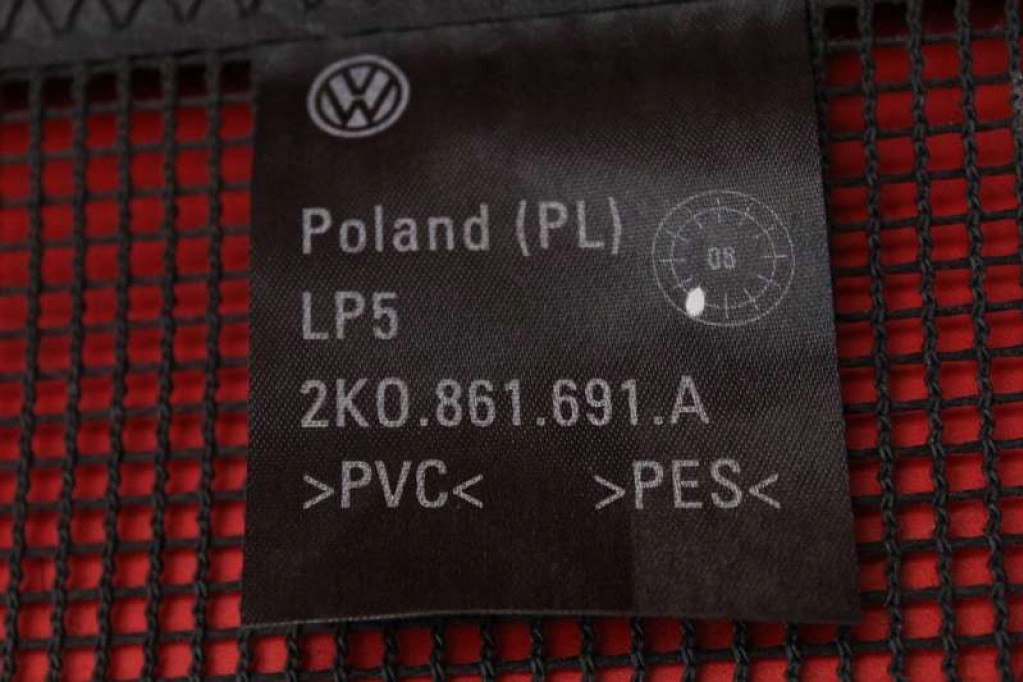 Poland (PL)
08
LP5
2K0.861.691.A
>PVC< >PES<